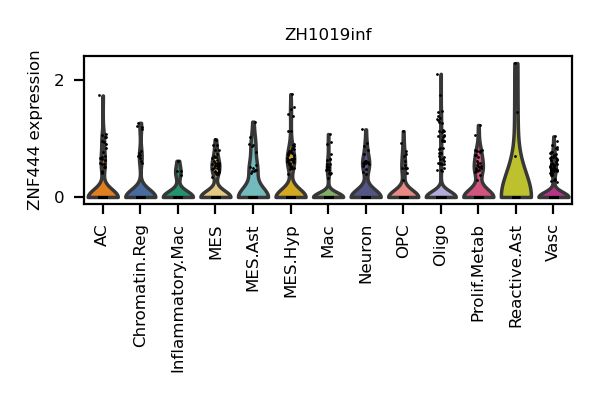 ZH1019inf
ZNF444 expression
2
0
AC
Chromatin.Reg
Inflammatory.Mac
MES
MES.Ast
MES.Hyp
Mac
Neuron
OPC
Oligo
Prolif.Metab
Reactive.Ast
Vasc